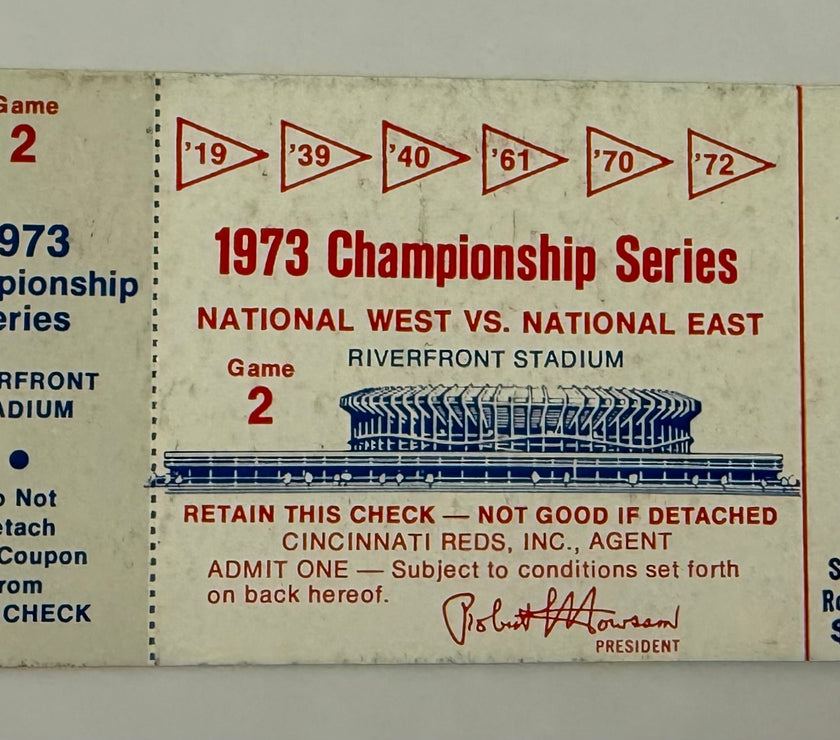 Game
2
973
pionship
eries
RFRONT
ADIUM
Not
etach
Coupon
rom
CHECK
'19 '39 '40 '61 '70 '72
1973 Championship Series
NATIONAL WEST VS. NATIONAL EAST
RIVERFRONT STADIUM
Game
2
RETAIN THIS CHECK — NOT GOOD IF DETACHED
CINCINNATI REDS, INC., AGENT
ADMIT ONE — Subject to conditions set forth
on back hereof.
Robert L Howsam
PRESIDENT